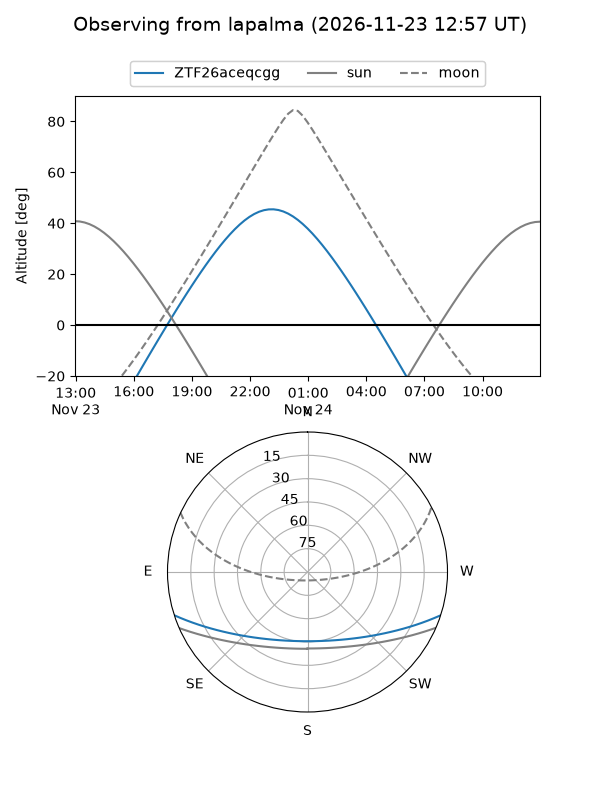 Observing from lapalma (2026-11-23 12:57 UT)
ZTF26aceqcgg sun moon
Altitude [deg]
80
60
40
20
0
−20
13:00 16:00 19:00 22:00 01:00 04:00 07:00 10:00
Nov 23 Nov 24
N
NE NW
15
30
45
60
75
E W
SE SW
S